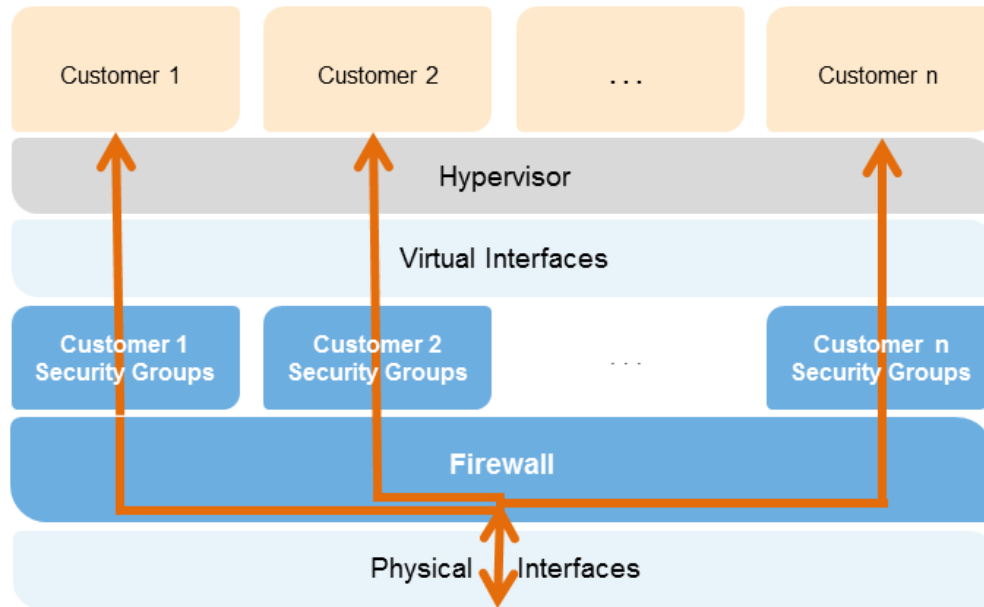 Customer 1
Customer 2
...
Customer n
Hypervisor
Virtual Interfaces
Customer 1
Security Groups
Customer 2
Security Groups
...
Customer n
Security Groups
Firewall
Physical Interfaces